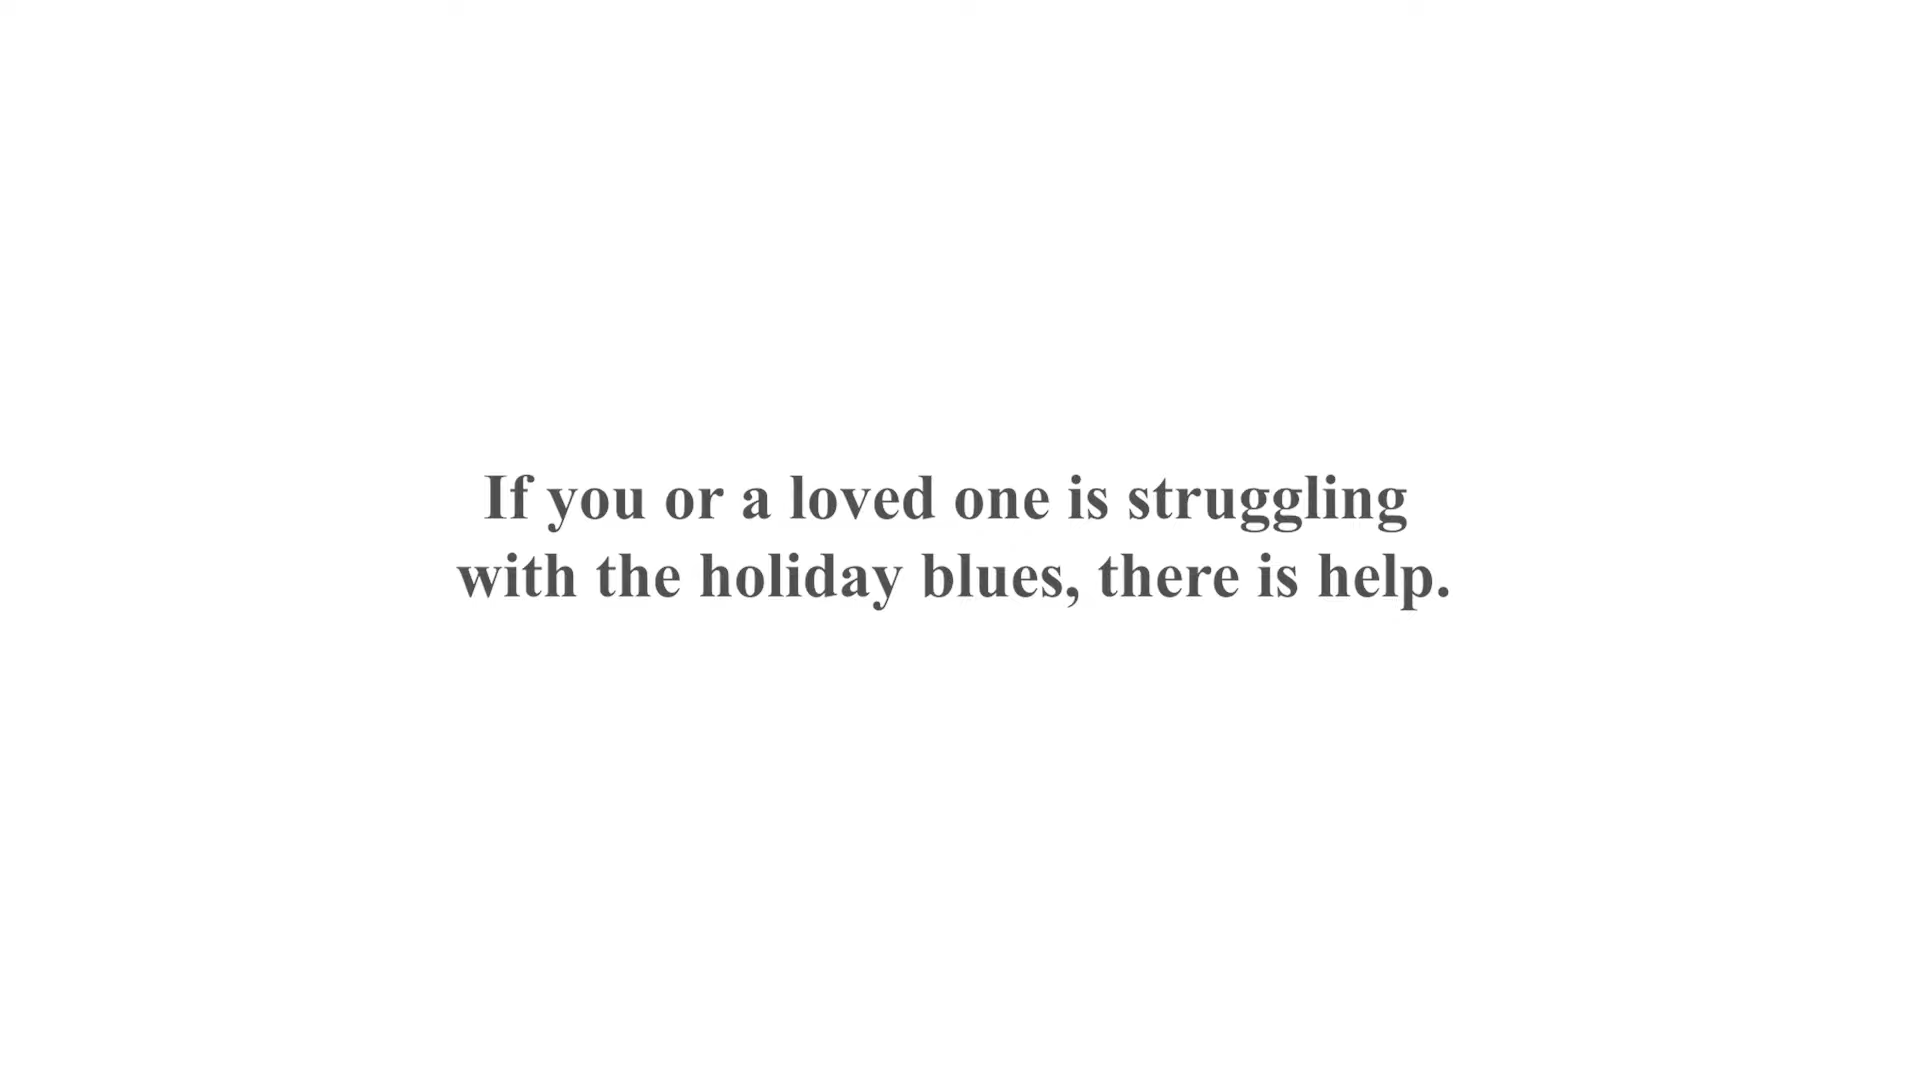 If you or a loved one is struggling
with the holiday blues, there is help.